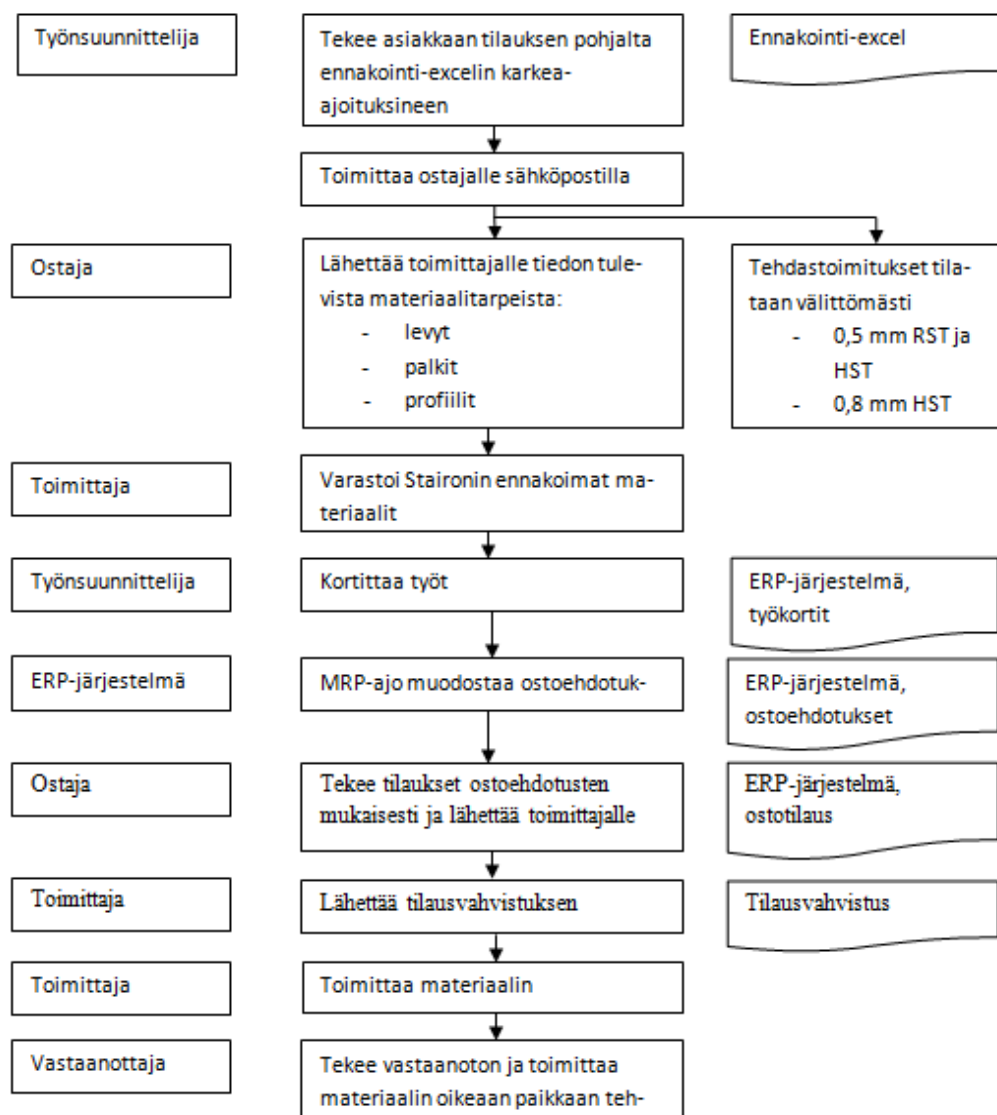 Työnsuunnittelija
Tekee asiakkaan tilauksen pohjalta
ennakointi-excelin karkea-
ajoituksineen
Ennakointi-excel
Toimittaa ostajalle sähköpostilla
Ostaja
Lähettää toimittajalle tiedon tule-
vista materiaalitarpeista:
- levyt
- palkit
- profiilit
Tehdastoimitukset tila-
taan välittömästi
- 0,5 mm RST ja
HST
- 0,8 mm HST
Toimittaja
Varastoi Staironin ennakoimat ma-
teriaalit
Työnsuunnittelija
Kortittaa työt
ERP-järjestelmä,
työkortit
ERP-järjestelmä
MRP-ajo muodostaa ostoehdotuk-
ERP-järjestelmä,
ostoehdotukset
Ostaja
Tekee tilaukset ostoehdotusten
mukaisesti ja lähettää toimittajalle
ERP-järjestelmä,
ostotilaus
Toimittaja
Lähettää tilausvahvistuksen
Tilausvahvistus
Toimittaja
Toimittaa materiaalin
Vastaanottaja
Tekee vastaanoton ja toimittaa
materiaalin oikeaan paikkaan teh-